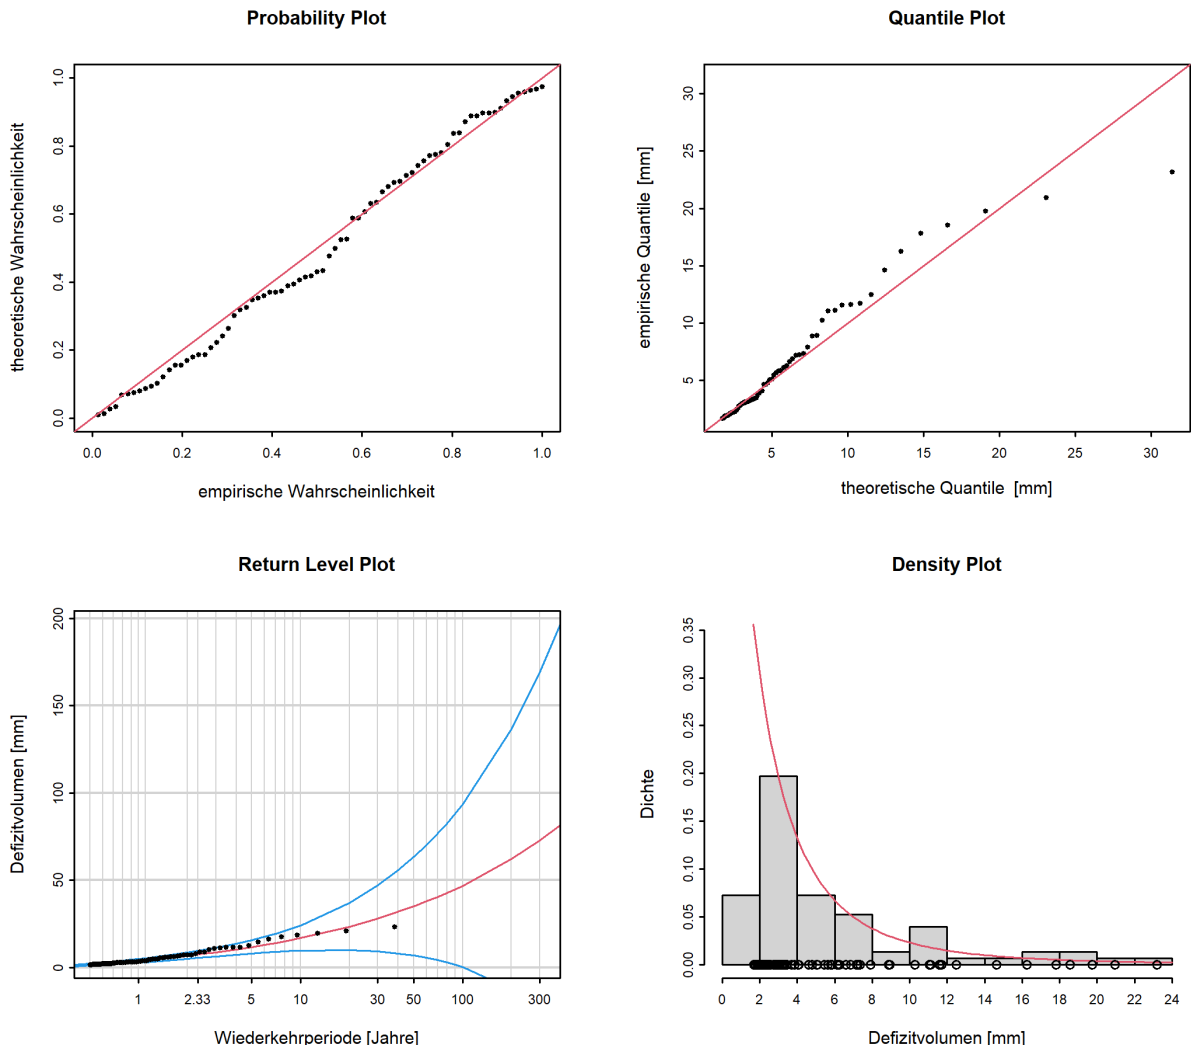 Probability Plot
theoretische Wahrscheinlichkeit
1.0
0.8
0.6
0.4
0.2
0.0
0.0 0.2 0.4 0.6 0.8 1.0
empirische Wahrscheinlichkeit
Quantile Plot
empirische Quantile [mm]
30
25
20
15
10
5
5 10 15 20 25 30
theoretische Quantile [mm]
Return Level Plot
Defizitvolumen [mm]
200
150
100
50
0
1 2.33 5 10 30 50 100 300
Wiederkehrperiode [Jahre]
Density Plot
Dichte
0.35
0.30
0.25
0.20
0.15
0.10
0.05
0.00
0 2 4 6 8 10 12 14 16 18 20 22 24
Defizitvolumen [mm]